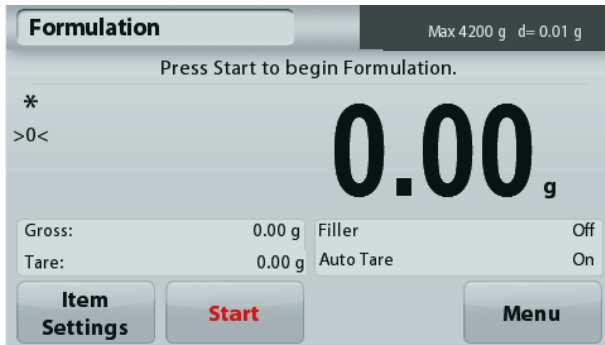 Formulation
Max 4200 g d= 0.01 g
Press Start to begin Formulation.
*
>0<
0.00 g
Gross: 0.00 g
Tare: 0.00 g
Filler Off
Auto Tare On
Item
Settings
Start
Menu